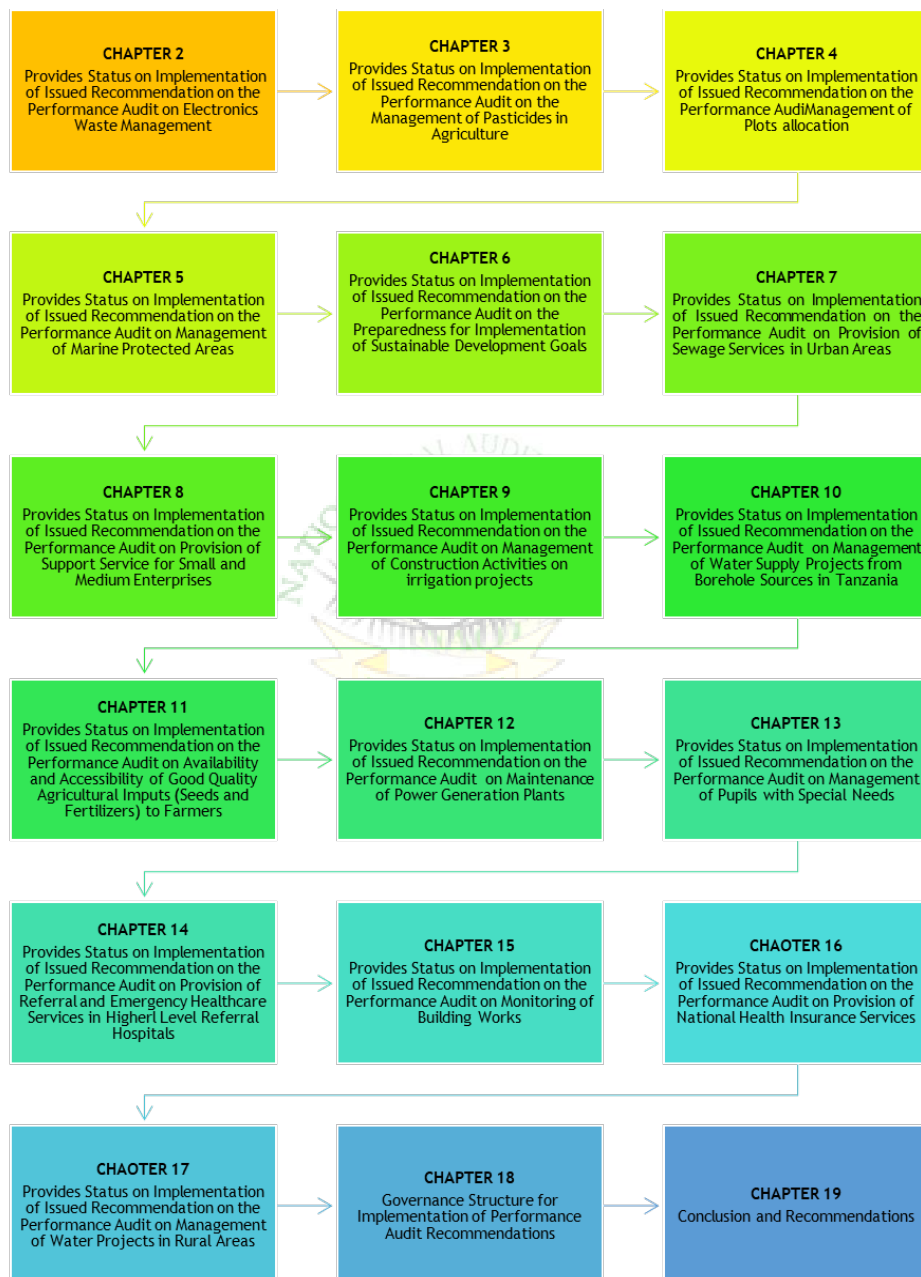 CHAPTER 2
Provides Status on Implementation
of Issued Recommendation on the
Performance Audit on Electronics
Waste Management
CHAPTER 3
Provides Status on Implementation
of Issued Recommendation on the
Performance Audit on the
Management of Pasticides in
Agriculture
CHAPTER 4
Provides Status on Implementation
of Issued Recommendation on the
Performance AudiManagement of
Plots allocation
CHAPTER 5
Provides Status on Implementation
of Issued Recommendation on the
Performance Audit on Management
of Marine Protected Areas
CHAPTER 6
Provides Status on Implementation
of Issued Recommendation on the
Performance Audit on the
Preparedness for Implementation
of Sustainable Development Goals
CHAPTER 7
Provides Status on Implementation
of Issued Recommendation on the
Performance Audit on Provision of
Sewage Services in Urban Areas
CHAPTER 8
Provides Status on Implementation
of Issued Recommendation on the
Performance Audit on Provision of
Support Service for Small and
Medium Enterprises
CHAPTER 9
Provides Status on Implementation
of Issued Recommendation on the
Performance Audit on Management
of Construction Activities on
irrigation projects
CHAPTER 10
Provides Status on Implementation
of Issued Recommendation on the
Performance Audit on Management
of Water Supply Projects from
Borehole Sources in Tanzania
CHAPTER 11
Provides Status on Implementation
of Issued Recommendation on the
Performance Audit on Availability
and Accessibility of Good Quality
Agricultural Imputs (Seeds and
Fertilizers) to Farmers
CHAPTER 12
Provides Status on Implementation
of Issued Recommendation on the
Performance Audit on Maintenance
of Power Generation Plants
CHAPTER 13
Provides Status on Implementation
of Issued Recommendation on the
Performance Audit on Management
of Pupils with Special Needs
CHAPTER 14
Provides Status on Implementation
of Issued Recommendation on the
Performance Audit on Provision of
Referral and Emergency Healthcare
Services in Higherl Level Referral
Hospitals
CHAPTER 15
Provides Status on Implementation
of Issued Recommendation on the
Performance Audit on Monitoring of
Building Works
CHAOTER 16
Provides Status on Implementation
of Issued Recommendation on the
Performance Audit on Provision of
National Health Insurance Services
CHAOTER 17
Provides Status on Implementation
of Issued Recommendation on the
Performance Audit on Management
of Water Projects in Rural Areas
CHAPTER 18
Governance Structure for
Implementation of Performance
Audit Recommendations
CHAPTER 19
Conclusion and Recommendations